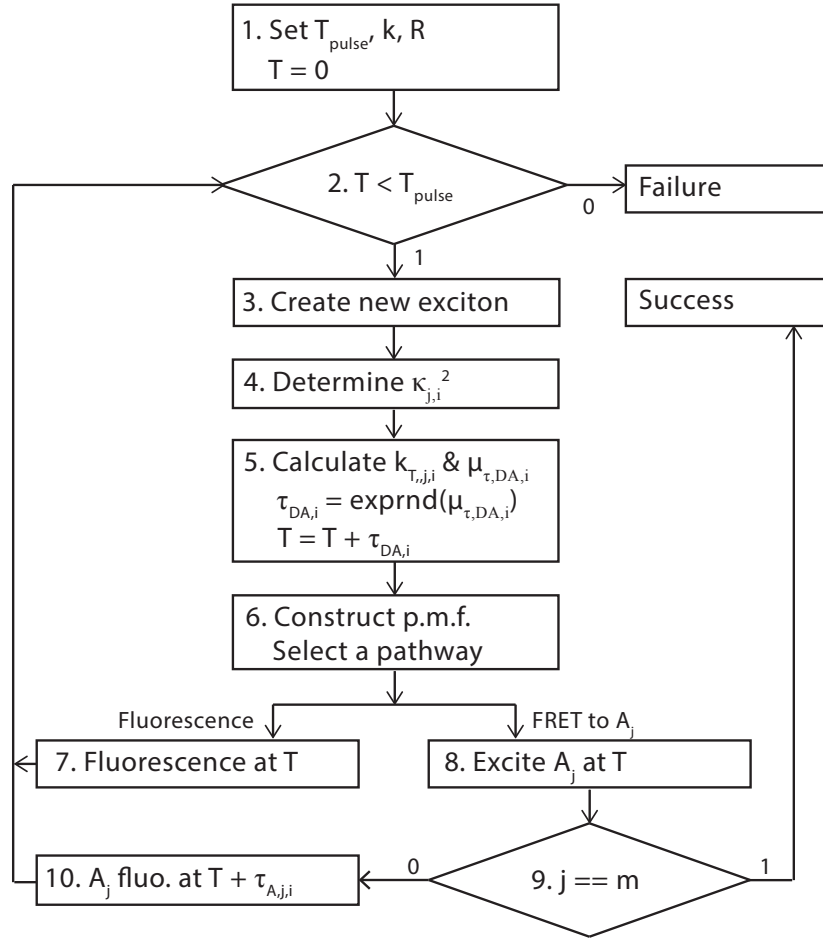 1. Set T_pulse, k, R
T = 0
2. T < T_pulse
0
Failure
1
3. Create new exciton
Success
4. Determine κ_j,i²
5. Calculate k_T,,j,i & μ_τ,DA,i
τ_DA,i = exprnd(μ_τ,DA,i)
T = T + τ_DA,i
6. Construct p.m.f.
Select a pathway
Fluorescence
FRET to A_j
7. Fluorescence at T
8. Excite A_j at T
10. A_j fluo. at T + τ_A,j,i
0
9. j == m
1